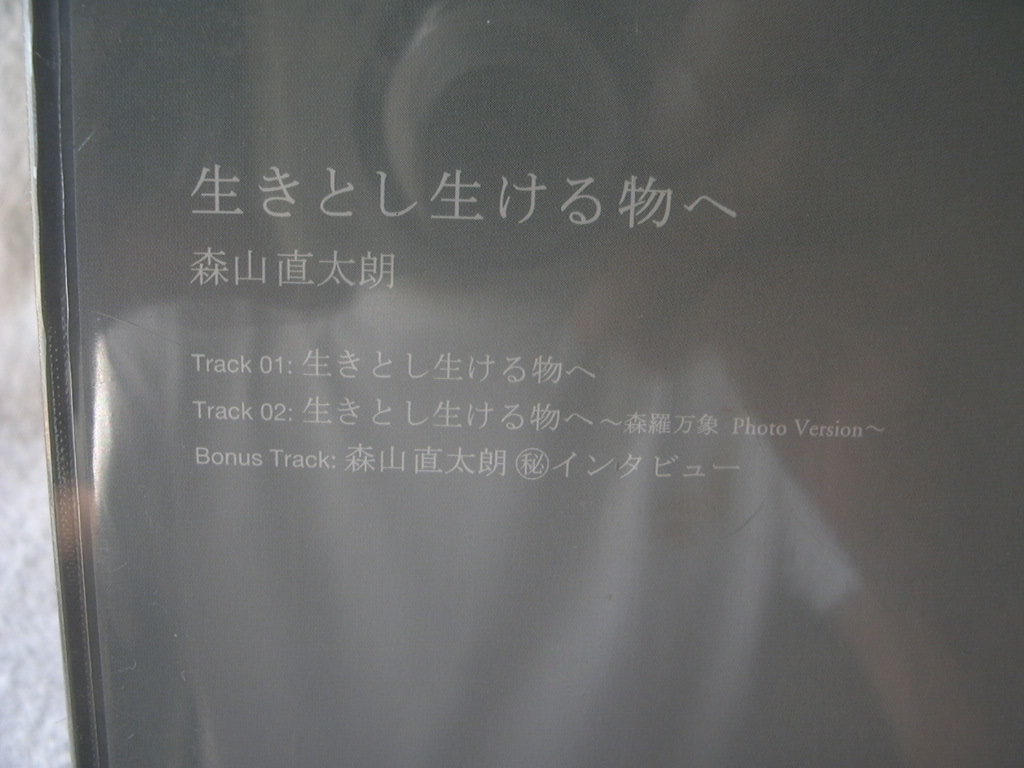 生きとし生ける物へ
森山直太朗
Track 01: 生きとし生ける物へ
Track 02: 生きとし生ける物へ～森羅万象 Photo Version～
Bonus Track: 森山直太朗 ㊙インタビュー